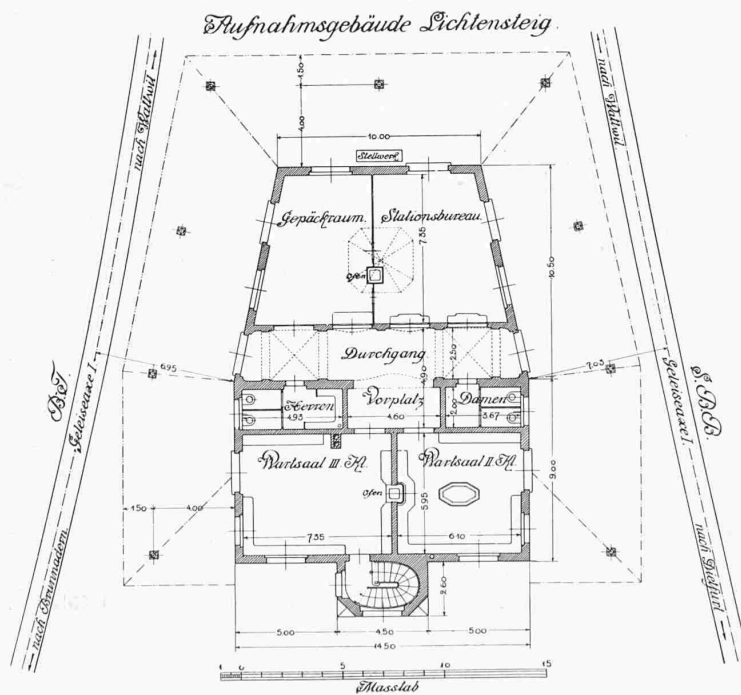 Aufnahmsgebäude Lichtensteig.
nach Wattwil
nach Wattwil
1.50
4.00
10.00
Stellwerk
Gepäckraum.
Stationsbureau.
7.35
10.50
Ofen
Durchgang
2.50
4.90
6.95
7.05
B.T.
Geleiseaxe I.
S.B.B.
Geleiseaxe I.
Herren
4.93
Vorplatz
4.60
Damen
2.00
3.67
Wartsaal III. Kl.
Wartsaal II. Kl.
Ofen
5.95
9.00
1.50
4.00
7.35
6.10
nach Brunnadern
nach Dietfurt
2.60
5.00
4.50
5.00
14.50
1 0 5 10 15
Masstab